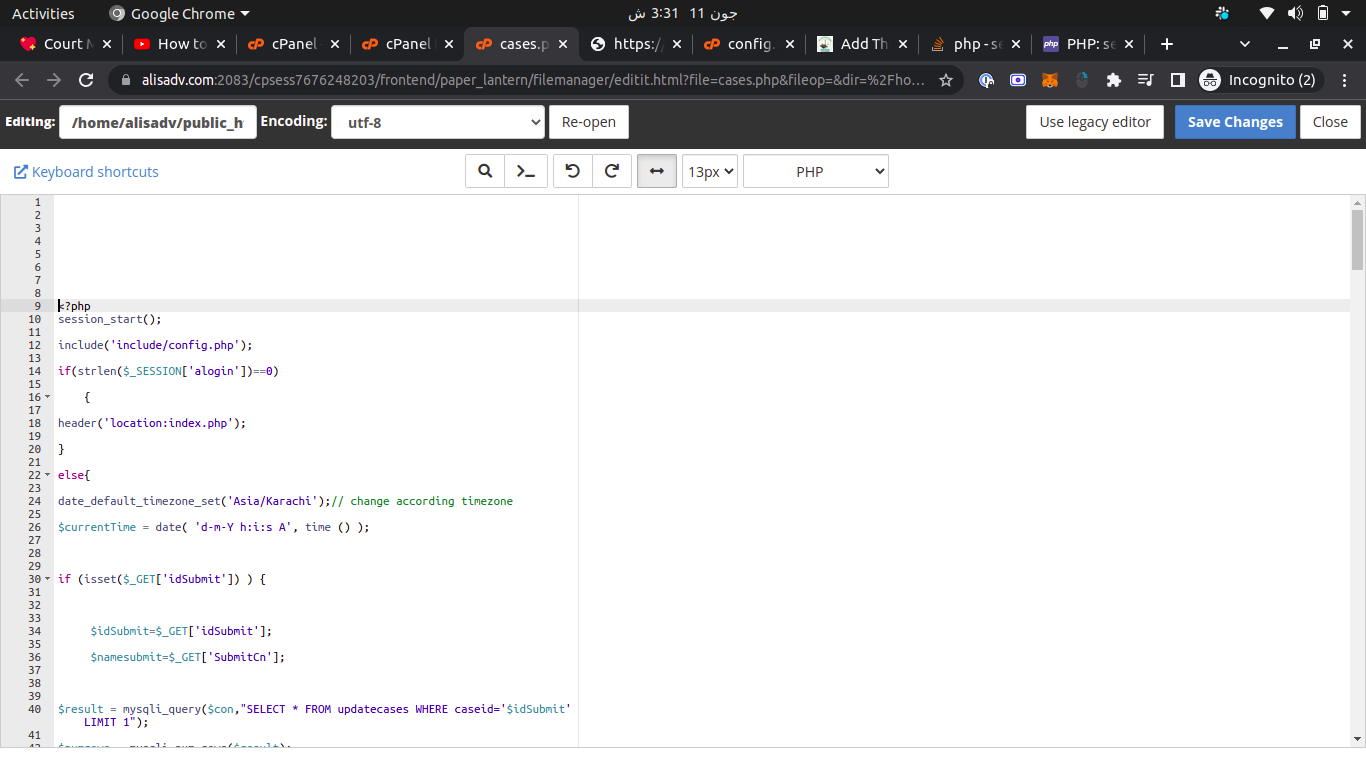 Activities Google Chrome جون 11 3:31 ش
Court How to cPanel cPanel cases.p https:/ config. Add Th php - se PHP: se
alisadv.com:2083/cpsess7676248203/frontend/paper_lantern/filemanager/editit.html?file=cases.php&fileop=&dir=%2Fho... Incognito (2)
Editing: /home/alisadv/public_h Encoding: utf-8 Re-open Use legacy editor Save Changes Close
Keyboard shortcuts 13px PHP
1
2
3
4
5
6
7
8
9 <?php
10 session_start();
11
12 include('include/config.php');
13
14 if(strlen($_SESSION['alogin'])==0)
15
16 {
17
18 header('location:index.php');
19
20 }
21
22 else{
23
24 date_default_timezone_set('Asia/Karachi');// change according timezone
25
26 $currentTime = date( 'd-m-Y h:i:s A', time () );
27
28
29
30 if (isset($_GET['idSubmit']) ) {
31
32
33
34 $idSubmit=$_GET['idSubmit'];
35
36 $namesubmit=$_GET['SubmitCn'];
37
38
39
40 $result = mysqli_query($con,"SELECT * FROM updatecases WHERE caseid='$idSubmit'
LIMIT 1");
41